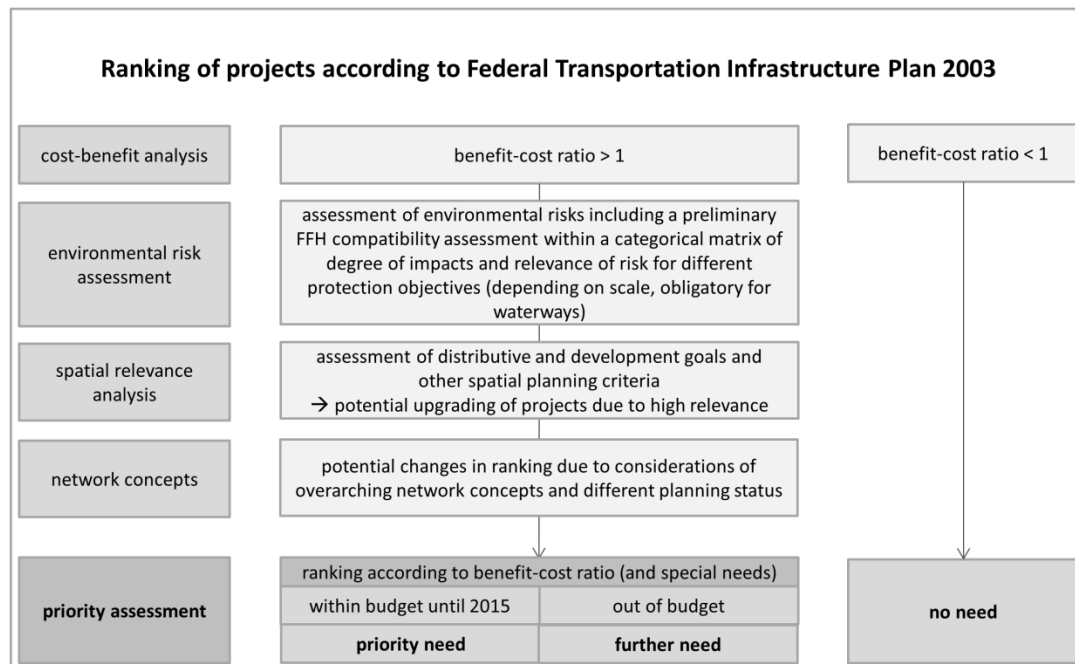 Ranking of projects according to Federal Transportation Infrastructure Plan 2003
cost-benefit analysis
benefit-cost ratio > 1
benefit-cost ratio < 1
environmental risk
assessment
assessment of environmental risks including a preliminary
FFH compatibility assessment within a categorical matrix of
degree of impacts and relevance of risk for different
protection objectives (depending on scale, obligatory for
waterways)
spatial relevance
analysis
assessment of distributive and development goals and
other spatial planning criteria
→ potential upgrading of projects due to high relevance
network concepts
potential changes in ranking due to considerations of
overarching network concepts and different planning status
priority assessment
ranking according to benefit-cost ratio (and special needs)
within budget until 2015
out of budget
priority need
further need
no need